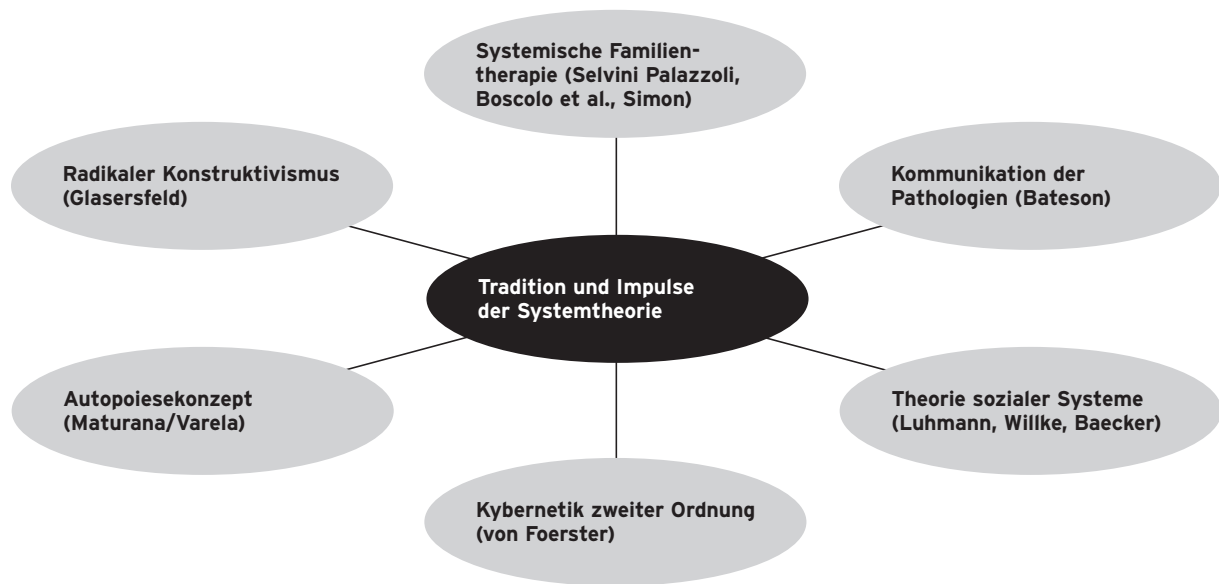 Systemische Familien-
therapie (Selvini Palazzoli,
Boscolo et al., Simon)
Radikaler Konstruktivismus
(Glasersfeld)
Kommunikation der
Pathologien (Bateson)
Tradition und Impulse
der Systemtheorie
Autopoiesekonzept
(Maturana/Varela)
Theorie sozialer Systeme
(Luhmann, Willke, Baecker)
Kybernetik zweiter Ordnung
(von Foerster)